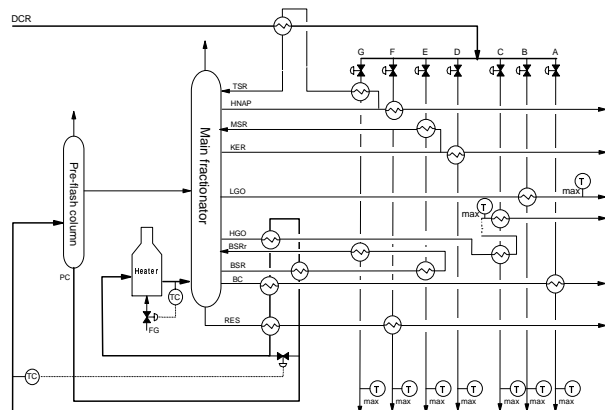 DCR
G F E D C B A
TSR
HNAP
MSR
KER
LGO
T
max
T
max
HGO
BSRr
BSR
BC
RES
Pre-flash column
Main fractionator
PC
Heater
TC
FG
TC
T T T T T T T
max max max max max max max